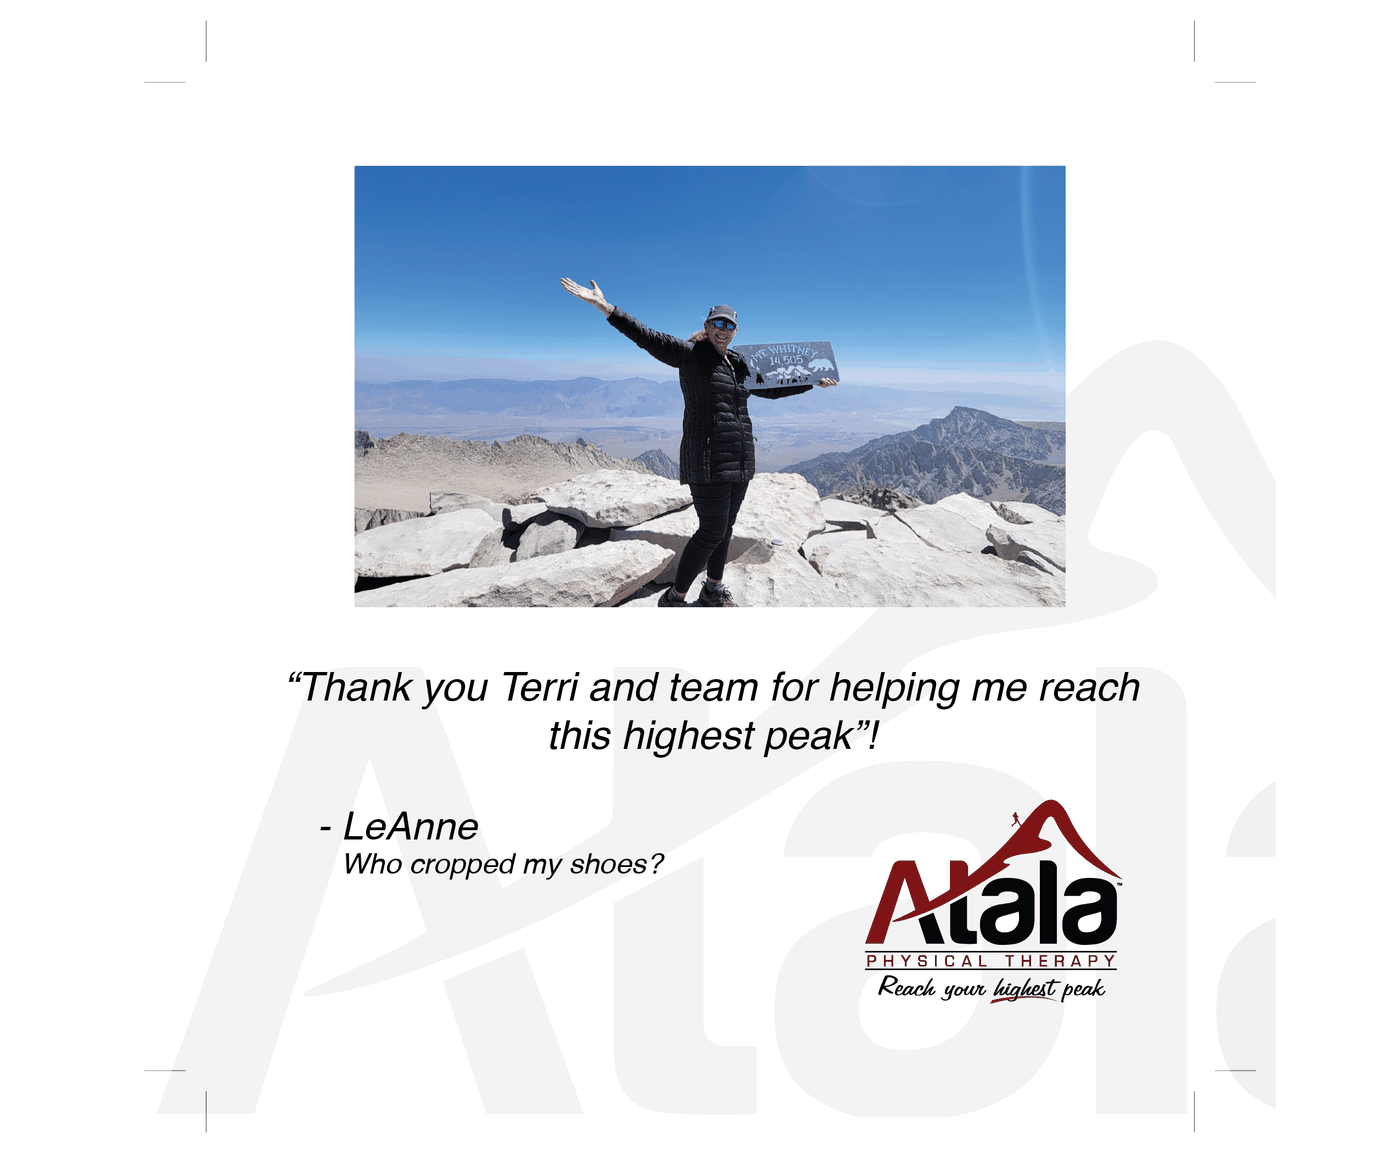 MT. WHITNEY
14,505
“Thank you Terri and team for helping me reach
this highest peak”!
- LeAnne
Who cropped my shoes?
Atala™
PHYSICAL THERAPY
Reach your highest peak
Atala